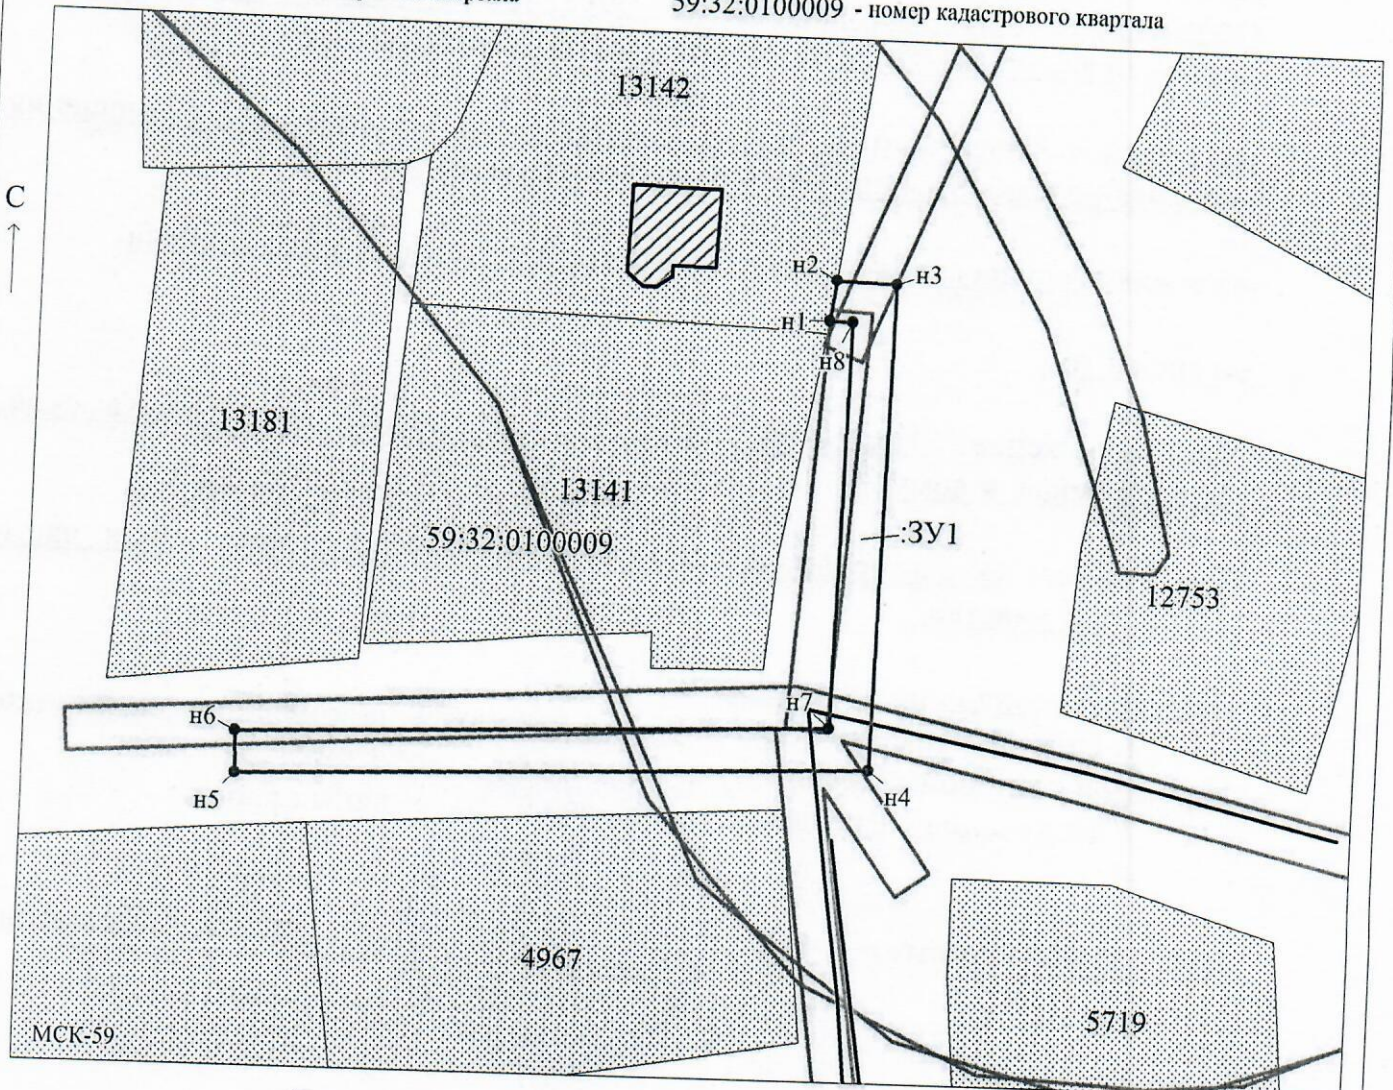 59:32:0100009 - номер кадастрового квартала
13142
С
н2
н3
н1
н8
13181
13141
:ЗУ1
59:32:0100009
12753
н6
н7
н5
н4
4967
5719
МСК-59